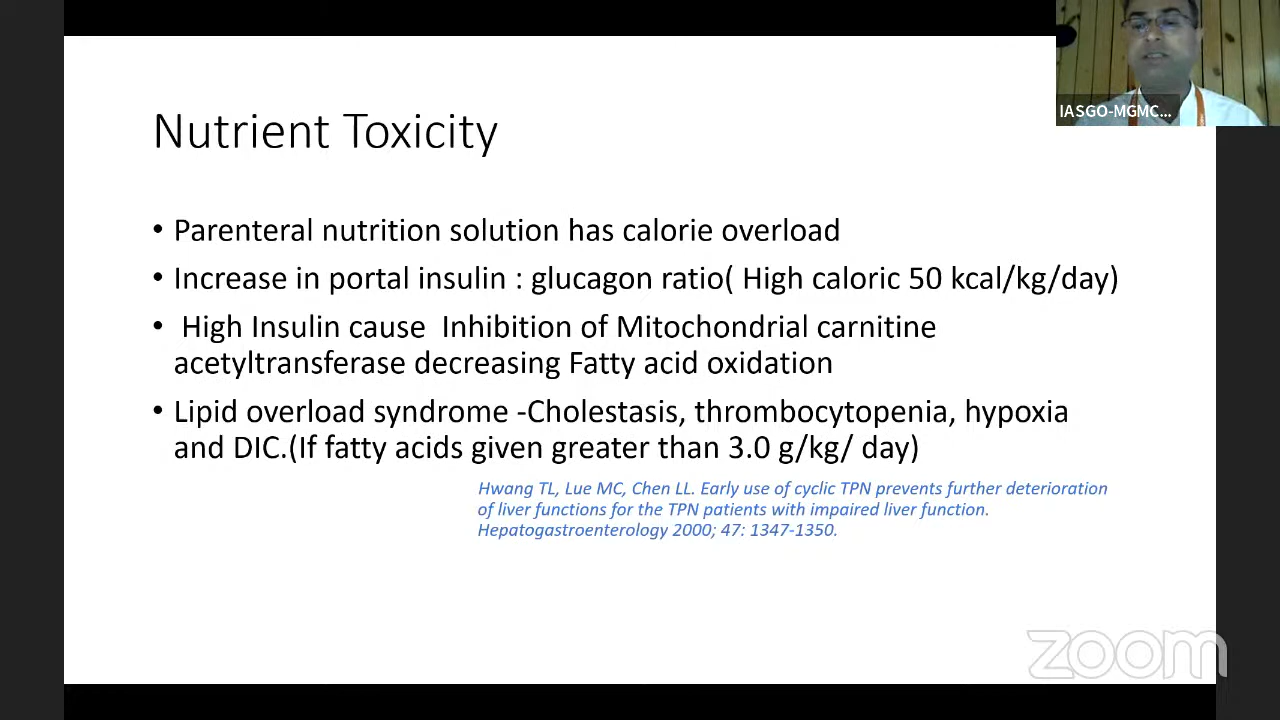 IASGO-MGMC...
Nutrient Toxicity
• Parenteral nutrition solution has calorie overload
• Increase in portal insulin : glucagon ratio( High caloric 50 kcal/kg/day)
• High Insulin cause Inhibition of Mitochondrial carnitine
acetyltransferase decreasing Fatty acid oxidation
• Lipid overload syndrome -Cholestasis, thrombocytopenia, hypoxia
and DIC.(If fatty acids given greater than 3.0 g/kg/ day)
Hwang TL, Lue MC, Chen LL. Early use of cyclic TPN prevents further deterioration
of liver functions for the TPN patients with impaired liver function.
Hepatogastroenterology 2000; 47: 1347-1350.
zoom